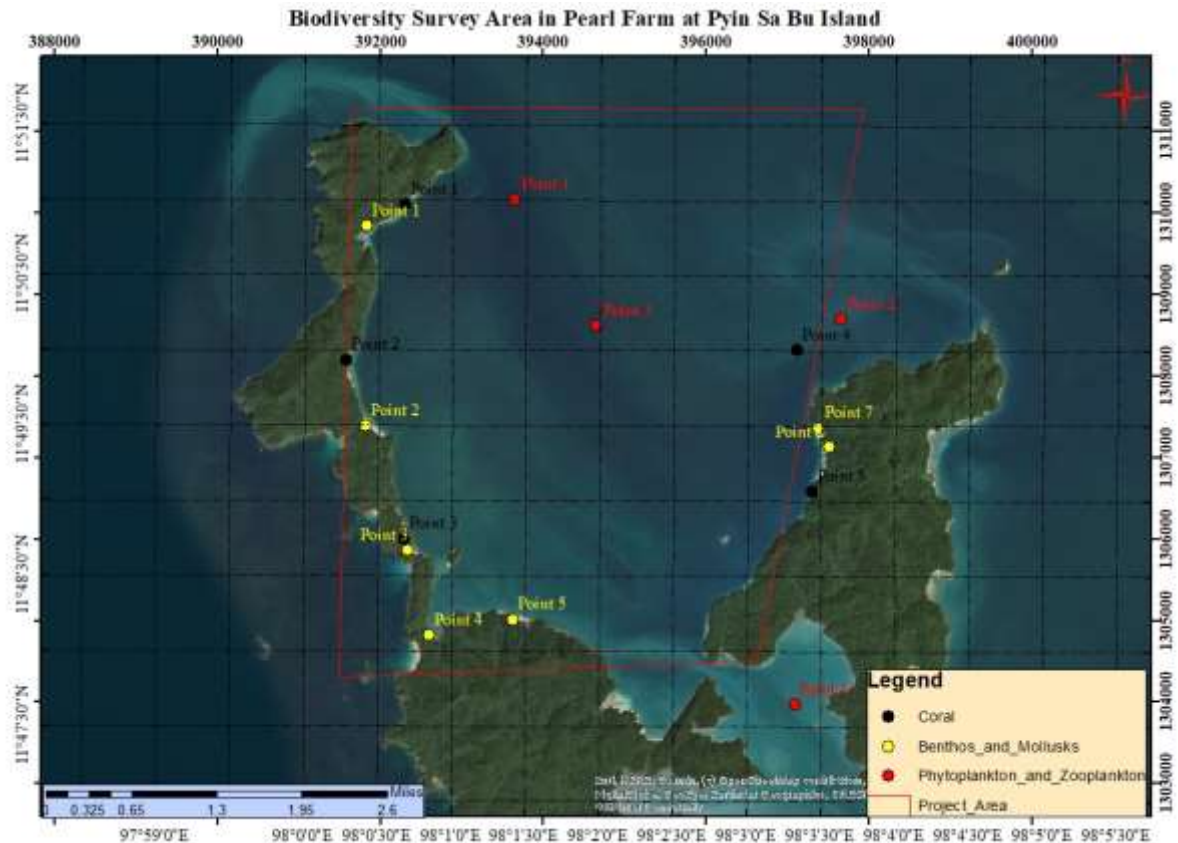 Biodiversity Survey Area in Pearl Farm at Pyin Sa Bu Island
388000 390000 392000 394000 396000 398000 400000
11°51'30"N
11°50'30"N
11°49'30"N
11°48'30"N
11°47'30"N
1311000
1310000
1309000
1308000
1307000
1306000
1305000
1304000
1303000
Point 1
Point 1
Point 1
Point 2
Point 3
Point 2
Point 4
Point 2
Point 7
Point
Point 5
Point 3
Point 3
Point 5
Point 4
Legend
Coral
Benthos_and_Mollusks
Phytoplankton_and_Zooplankton
Project_Area
Miles
0 0.325 0.65 1.3 1.95 2.6
97°59'0"E 98°0'0"E 98°0'30"E 98°1'0"E 98°1'30"E 98°2'0"E 98°2'30"E 98°3'0"E 98°3'30"E 98°4'0"E 98°4'30"E 98°5'0"E 98°5'30"E